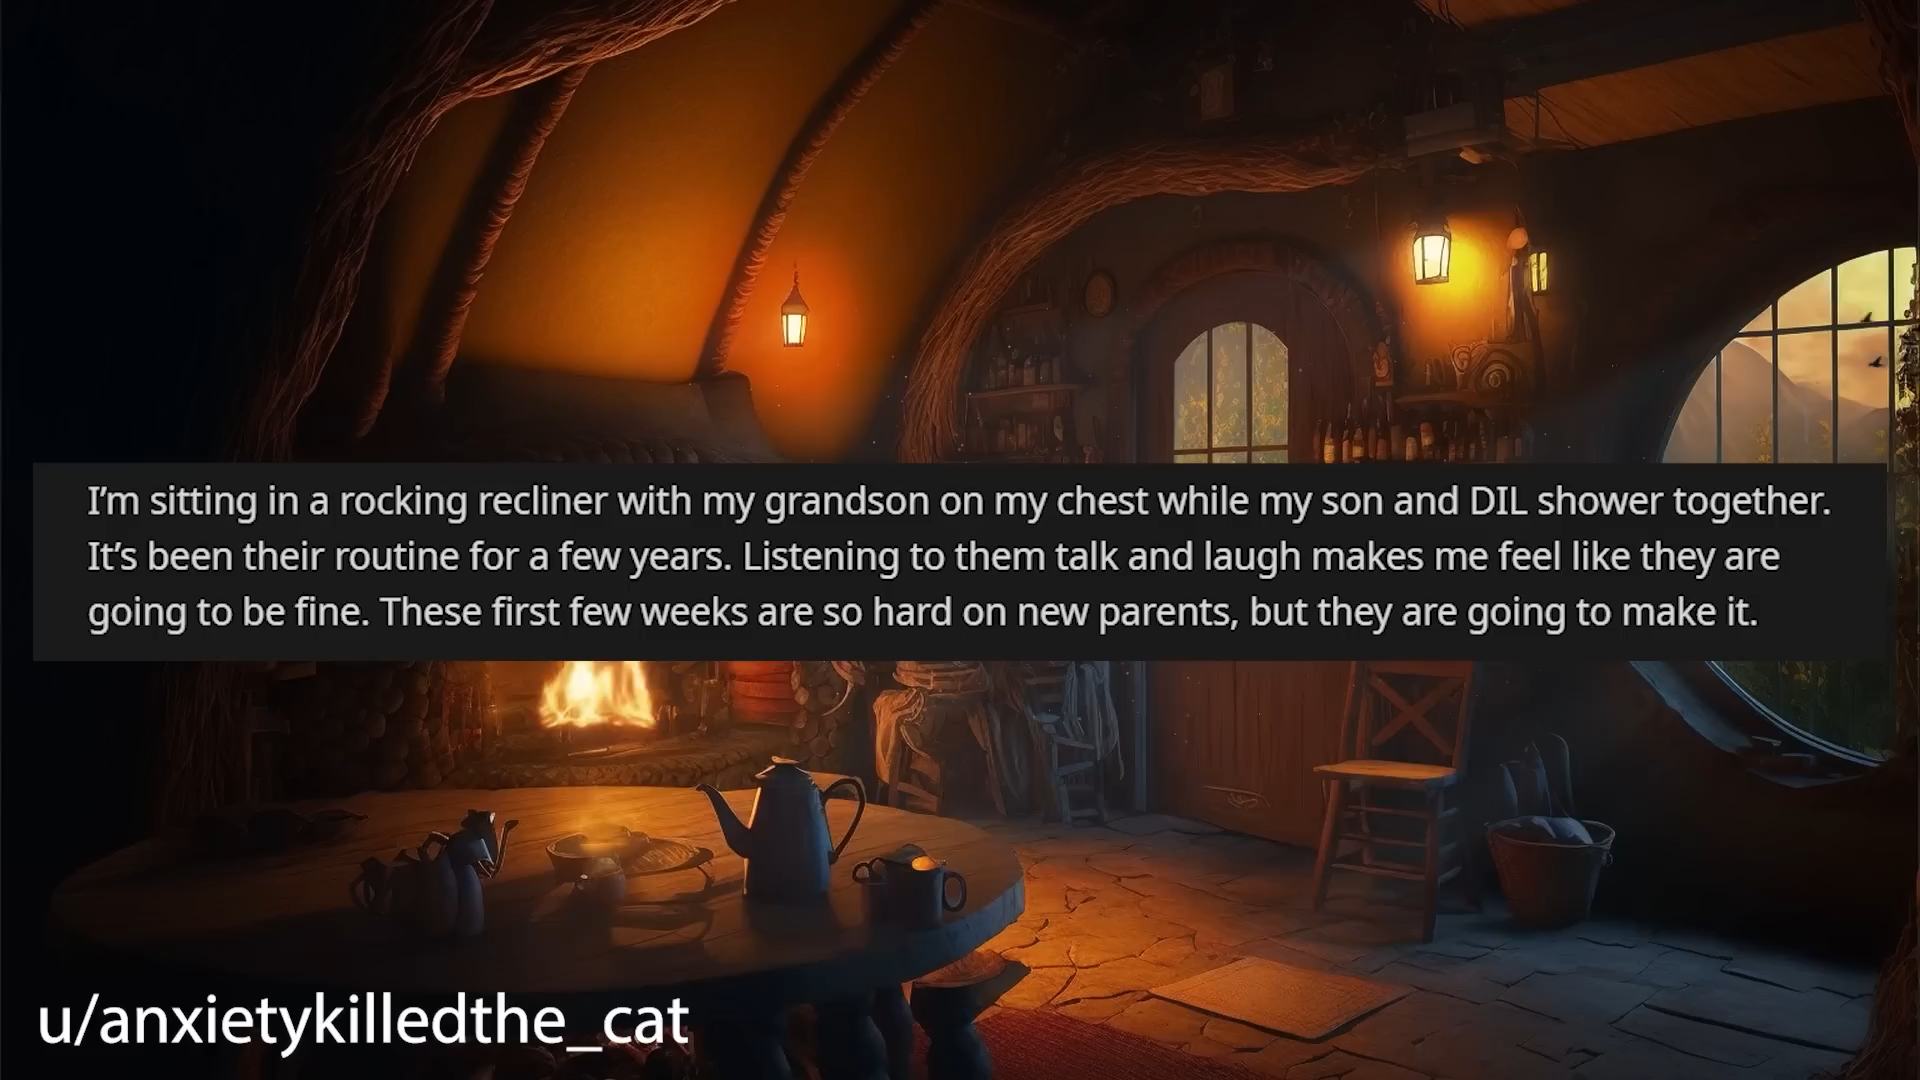 I’m sitting in a rocking recliner with my grandson on my chest while my son and DIL shower together.
It’s been their routine for a few years. Listening to them talk and laugh makes me feel like they are
going to be fine. These first few weeks are so hard on new parents, but they are going to make it.
u/anxietykilledthe_cat